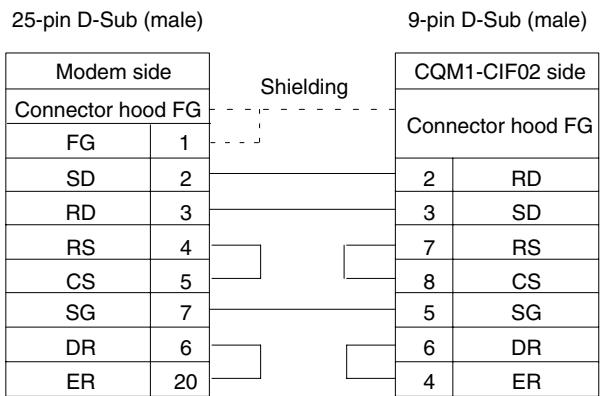 25-pin D-Sub (male) 9-pin D-Sub (male)
Modem side Shielding CQM1-CIF02 side
Connector hood FG Connector hood FG
FG 1
SD 2 2 RD
RD 3 3 SD
RS 4 7 RS
CS 5 8 CS
SG 7 5 SG
DR 6 6 DR
ER 20 4 ER